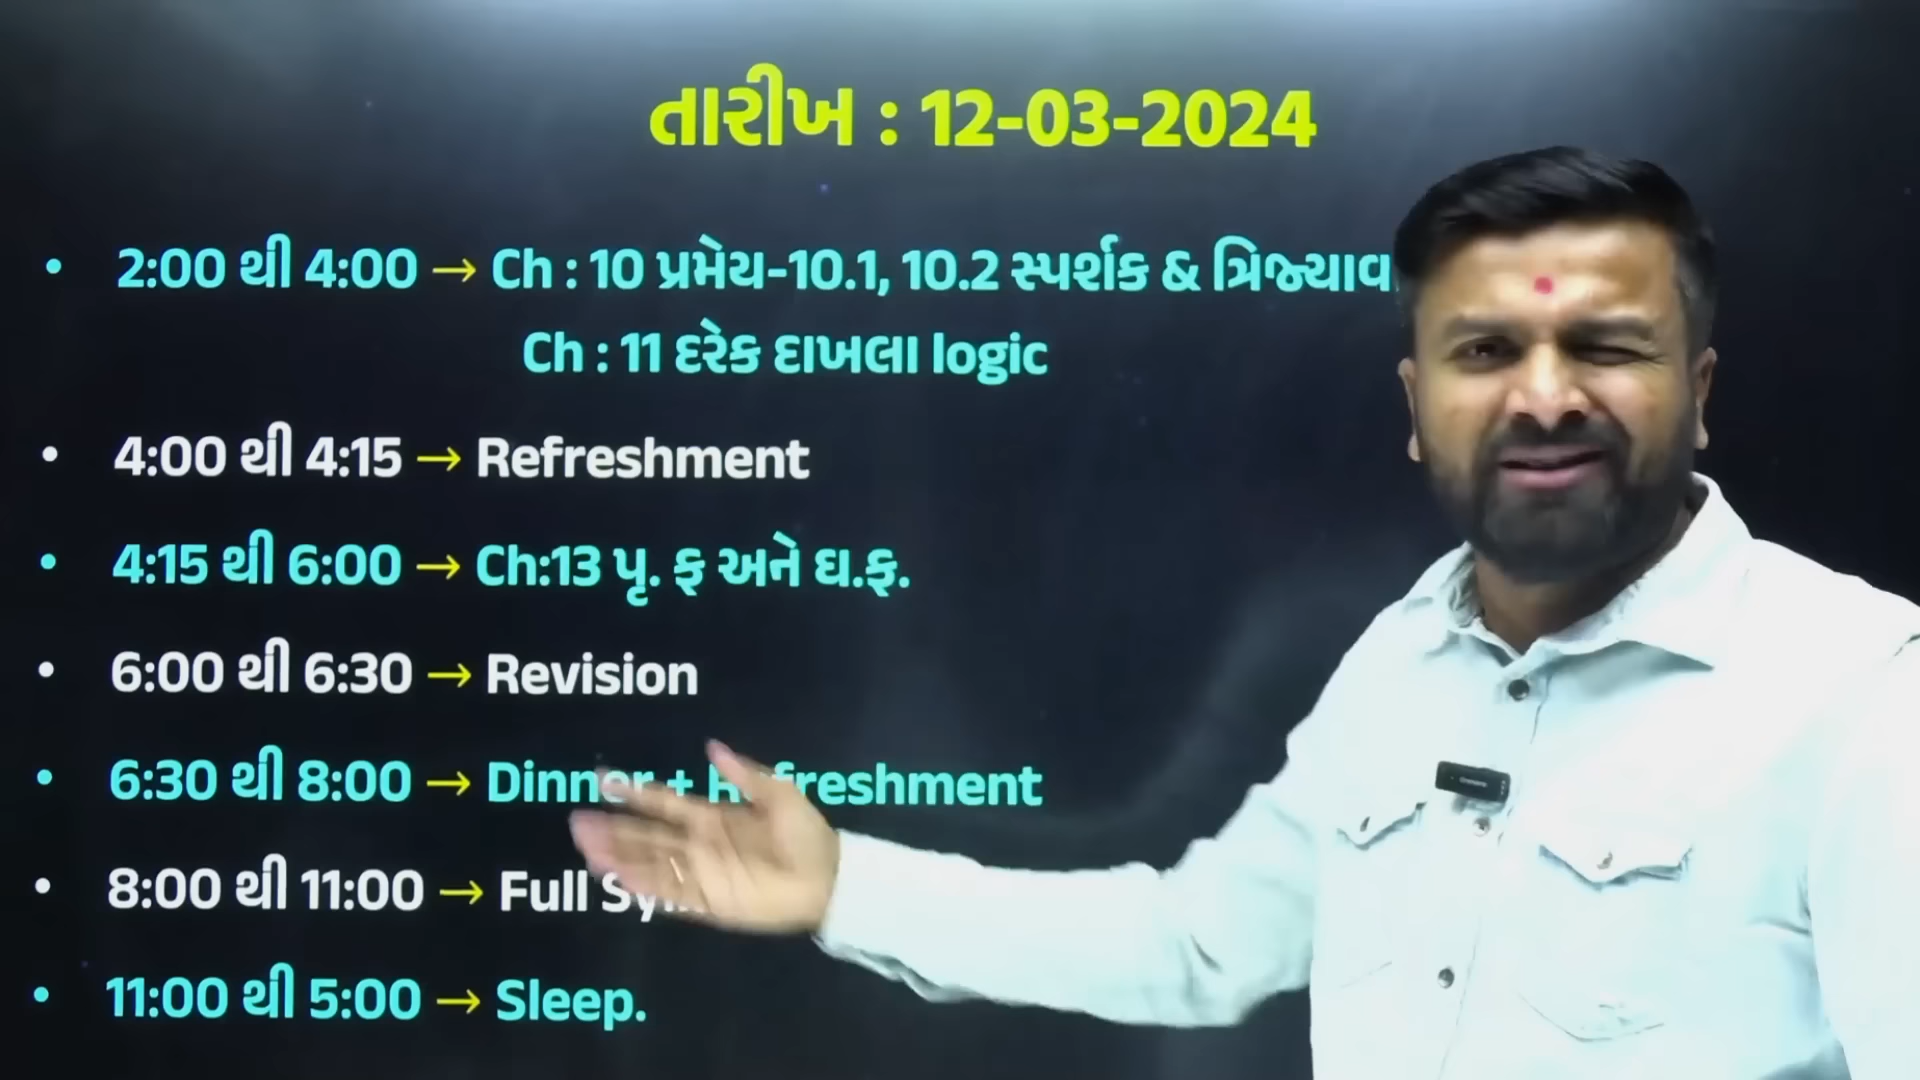 તારીખ : 12-03-2024
• 2:00 થી 4:00 → Ch : 10 પ્રમેય-10.1, 10.2 સ્પર્શક &
Ch : 11 દરેક દાખલા logic
• 4:00 થી 4:15 → Refreshment
• 4:15 થી 6:00 → Ch:13 પૃ. ફ અને ઘ.ફ.
• 6:00 થી 6:30 → Revision
• 6:30 થી 8:00 → Dinner + Refreshment
• 8:00 થી 11:00 → Full
• 11:00 થી 5:00 → Sleep.